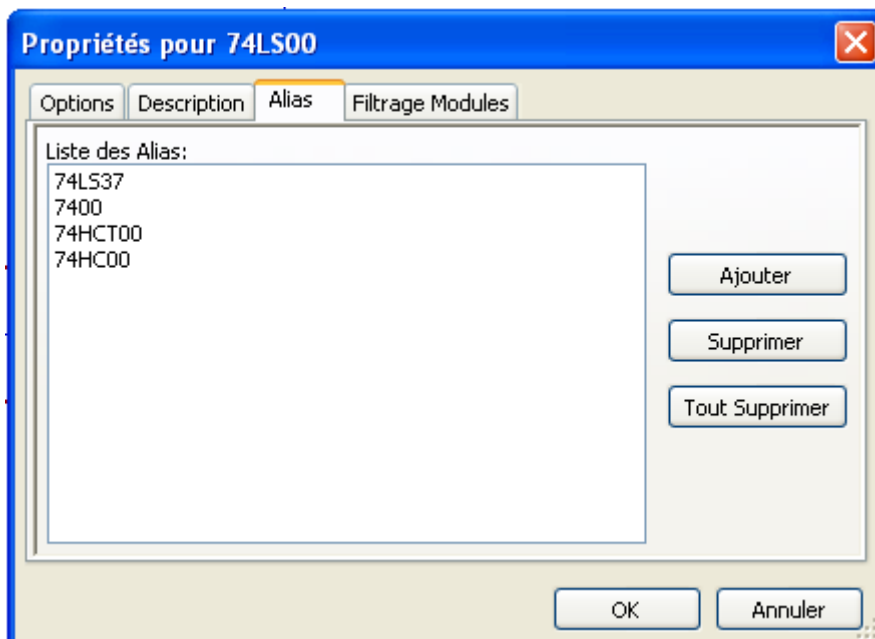 Propriétés pour 74LS00
Options
Description
Alias
Filtrage Modules
Liste des Alias:
74LS37
7400
74HCT00
74HC00
Ajouter
Supprimer
Tout Supprimer
OK
Annuler